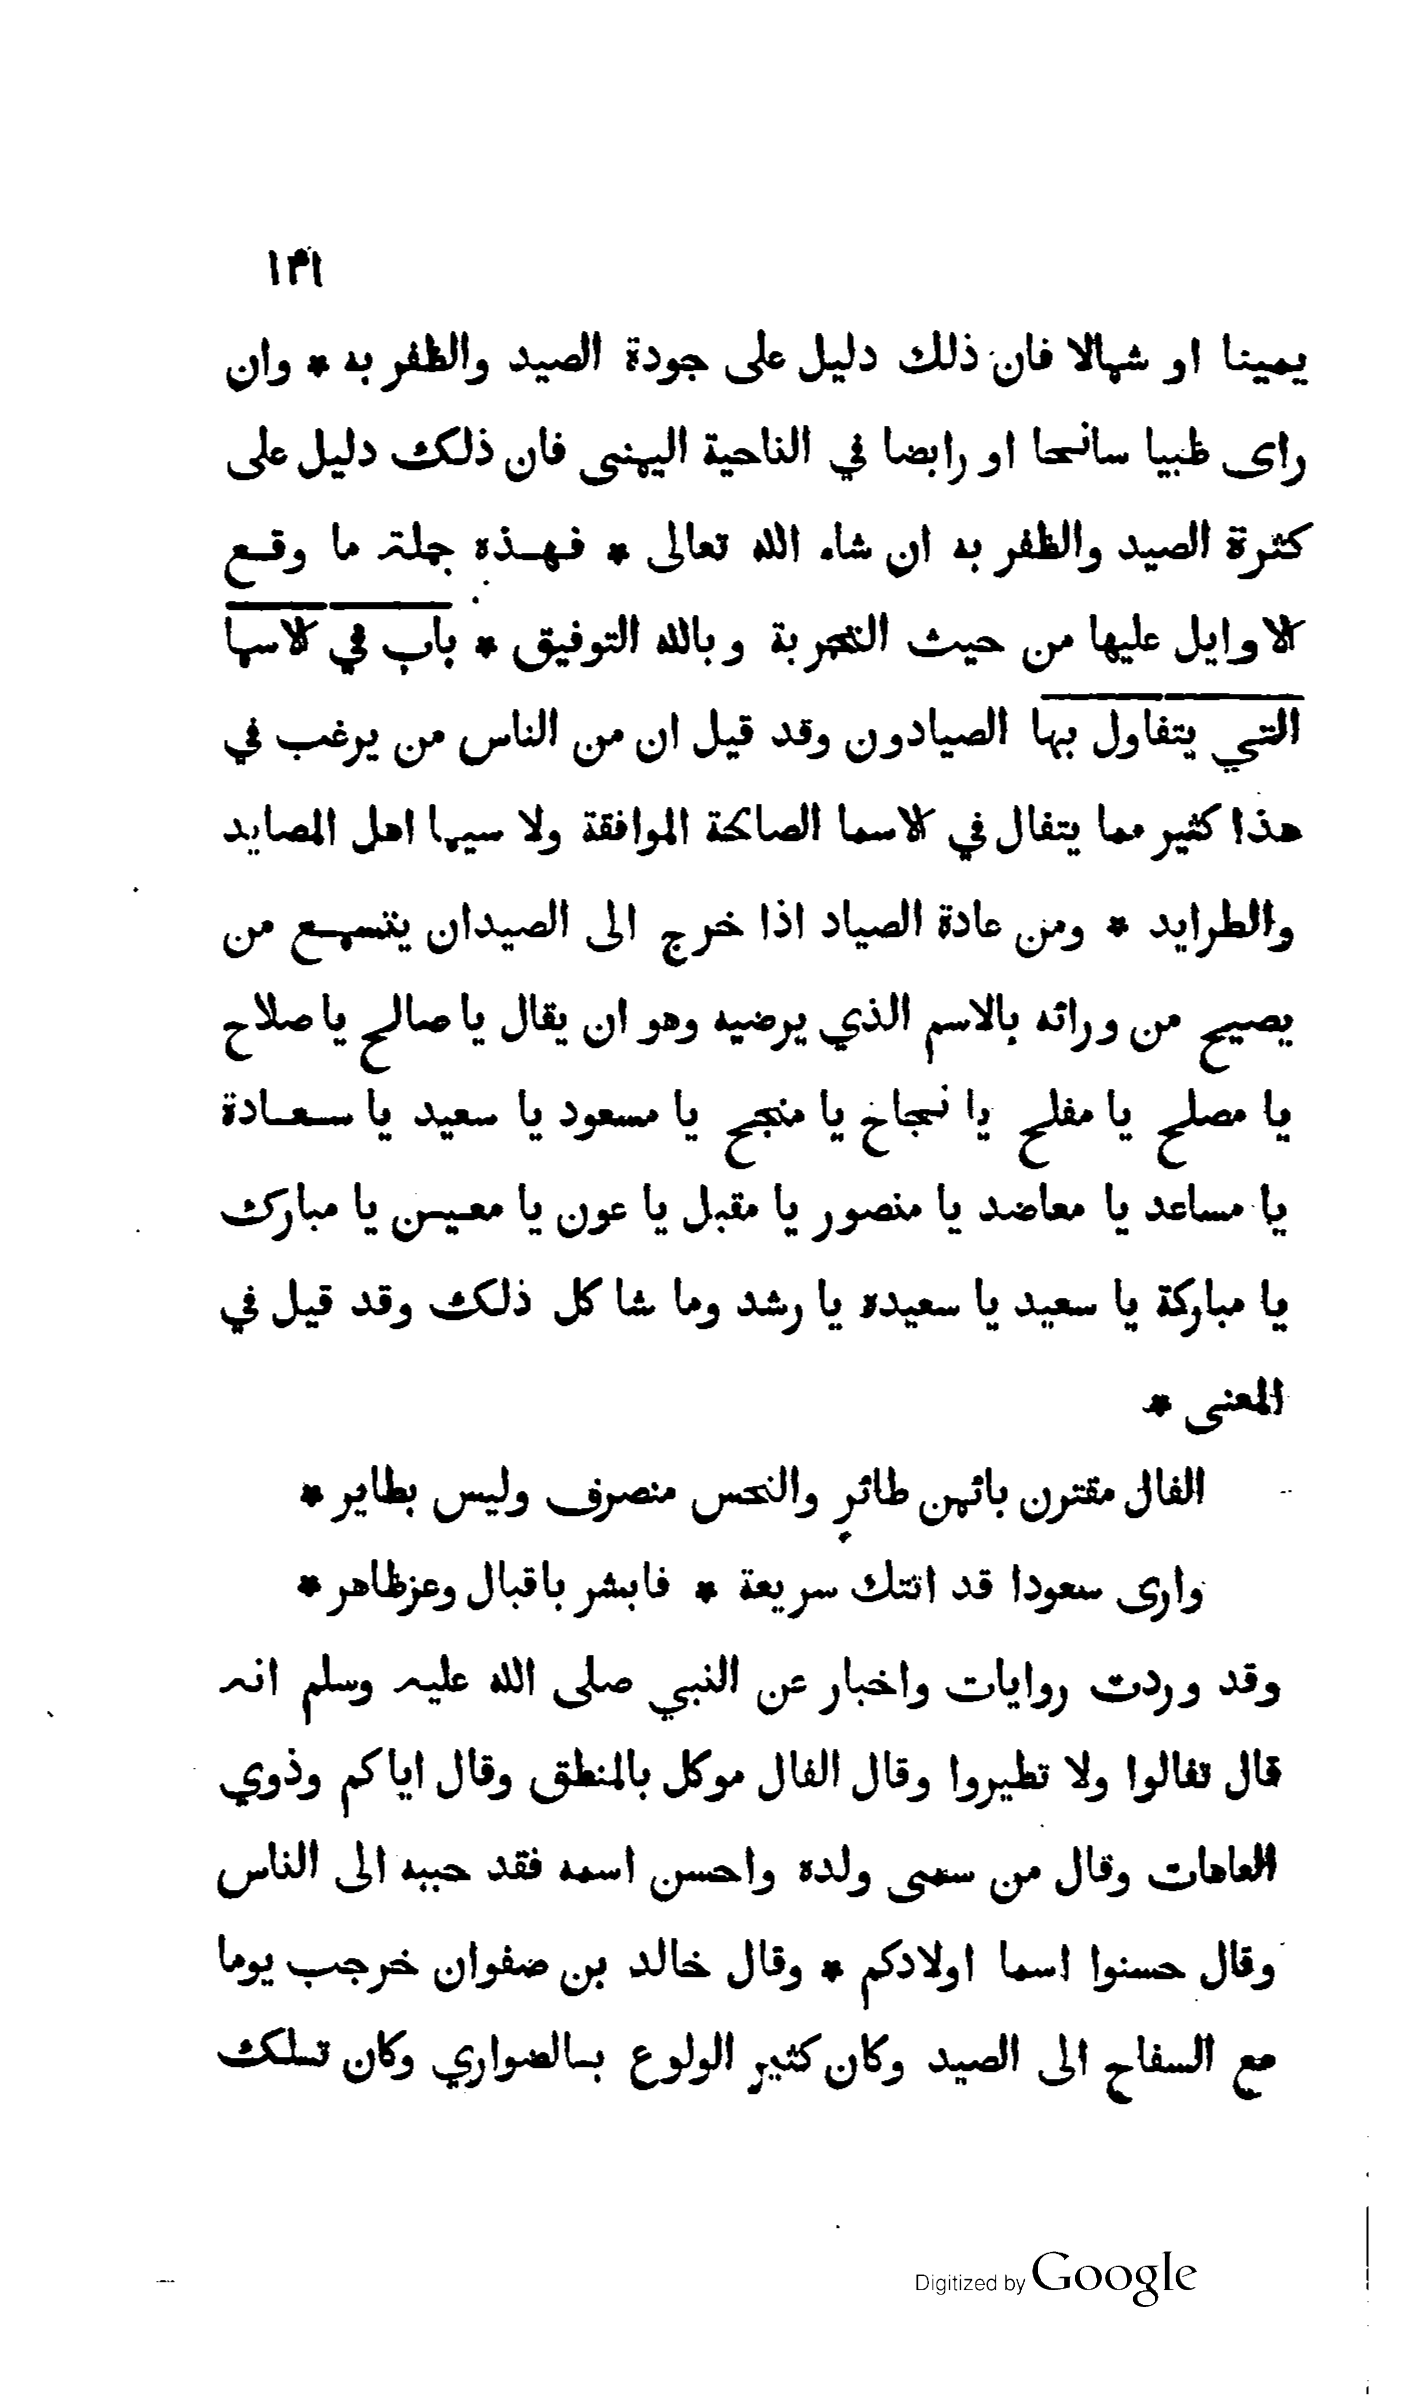 ١٣١
يمينا او شمالا فان ذلك دليل على جودة الصيد والظفر به * وان
راى ظبيا سانحا او رابضا في الناحية اليمنى فان ذلك دليل على
كثرة الصيد والظفر به ان شاء الله تعالى * فهذه جملة ما وقع
الاوايل عليها من حيث التجربة وبالله التوفيق * باب في الاسما
التي يتفاول بها الصيادون وقد قيل ان من الناس من يرغب في
هذا كثير مما يتفال في الاسما الصالحة الموافقة ولا سيما اهل المصايد
والطرايد * ومن عادة الصياد اذا خرج الى الصيدان يتسمع من
يصيح من ورائه بالاسم الذي يرضيه وهو ان يقال يا صالح يا صلاح
يا مصلح يا مفلح يا نجاح يا منجح يا مسعود يا سعيد يا سعادة
يا مساعد يا معاضد يا منصور يا مقبل يا عون يا معين يا مبارك
يا مباركة يا سعيد يا سعيده يا رشد وما شاكل ذلك وقد قيل في
المعنى *
الفال مقترن بائمن طائر والنحس منصرف وليس بطاير *
وارى سعودا قد اتتك سريعة * فابشر باقبال وعز ظاهر *
وقد وردت روايات واخبار عن النبي صلى الله عليه وسلم انه
قال تفالوا ولا تطيروا وقال الفال موكل بالمنطق وقال اياكم وذوي
العاهات وقال من سمى ولده واحسن اسمه فقد حببه الى الناس
وقال حسنوا اسما اولادكم * وقال خالد بن صفوان خرجب يوما
مع السفاح الى الصيد وكان كثير الولوع بالضواري وكان تسلك
Digitized by Google